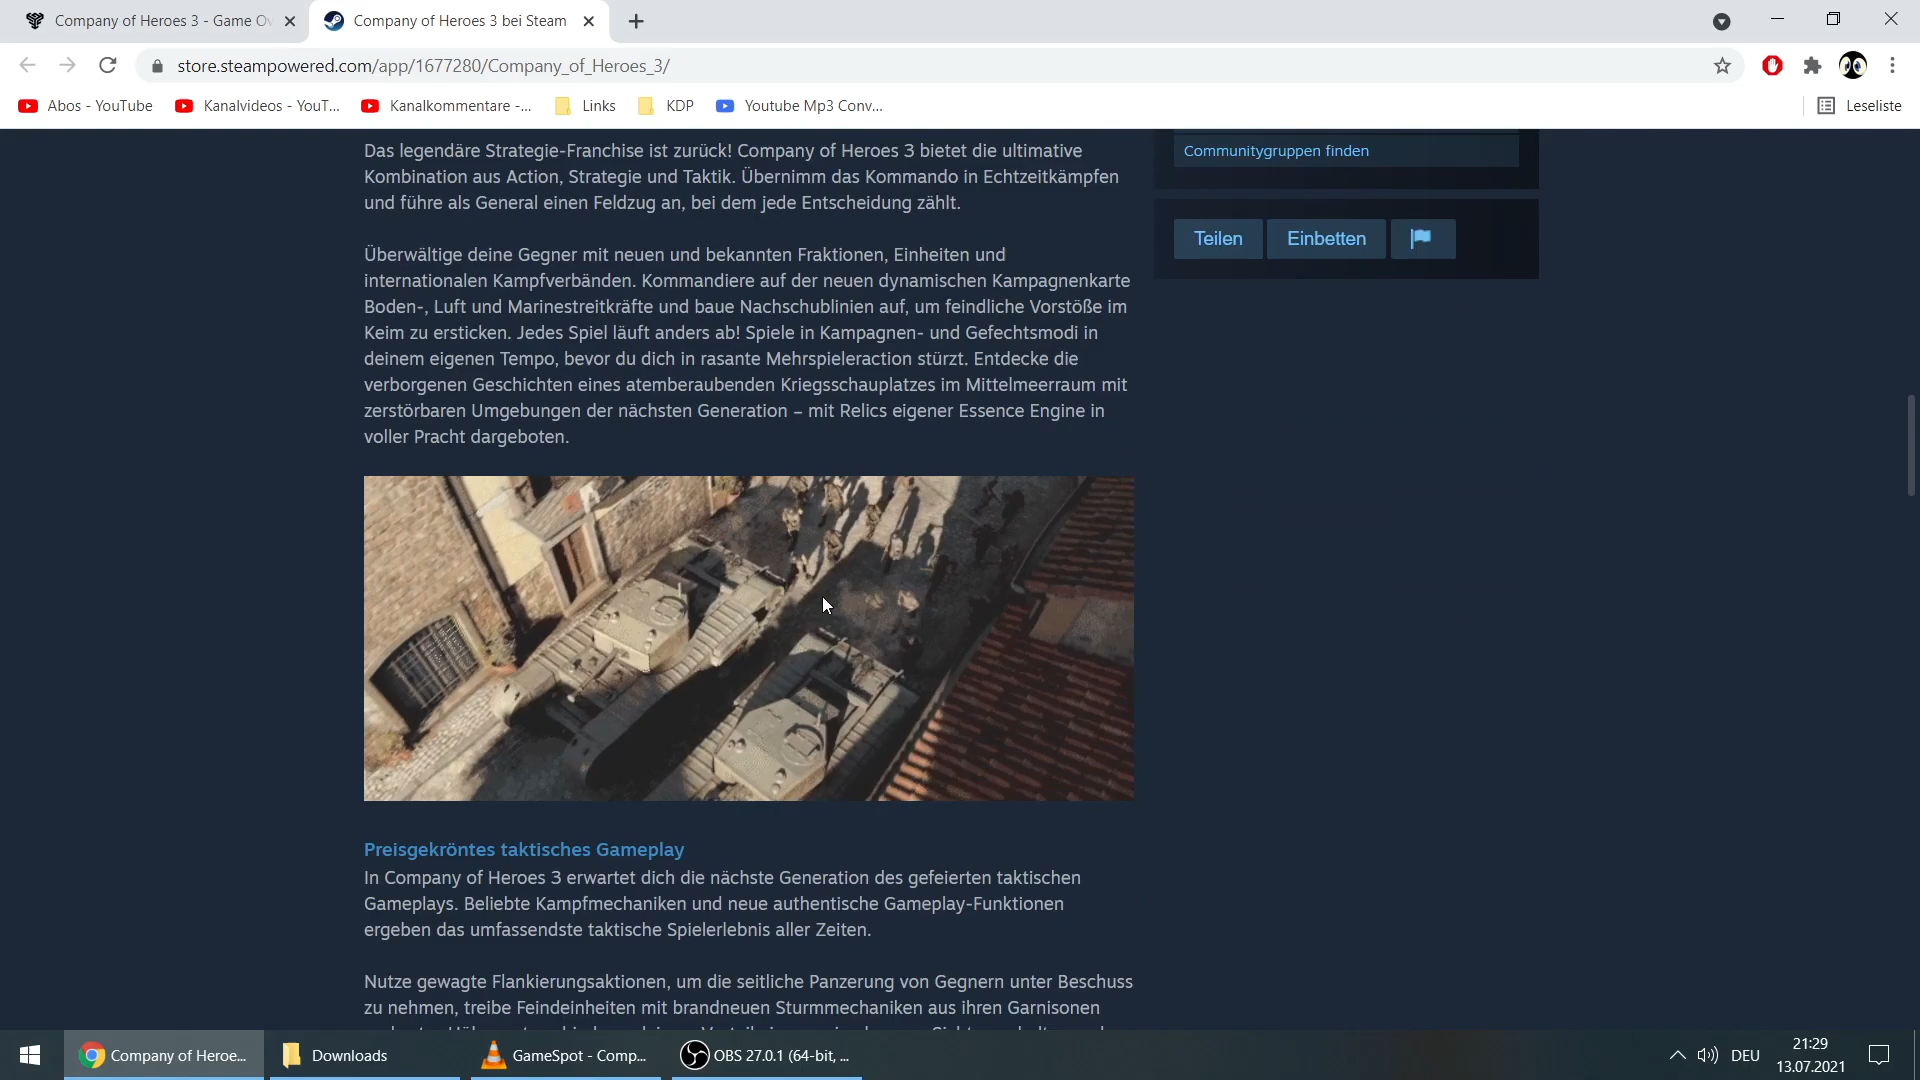 Company of Heroes 3 - Game Ov
Company of Heroes 3 bei Steam
store.steampowered.com/app/1677280/Company_of_Heroes_3/
Abos - YouTube
Kanalvideos - YouT...
Kanalkommentare -...
Links
KDP
Youtube Mp3 Conv...
Leseliste
Das legendäre Strategie-Franchise ist zurück! Company of Heroes 3 bietet die ultimative
Kombination aus Action, Strategie und Taktik. Übernimm das Kommando in Echtzeitkämpfen
und führe als General einen Feldzug an, bei dem jede Entscheidung zählt.
Überwältige deine Gegner mit neuen und bekannten Fraktionen, Einheiten und
internationalen Kampfverbänden. Kommandiere auf der neuen dynamischen Kampagnenkarte
Boden-, Luft und Marinestreitkräfte und baue Nachschublinien auf, um feindliche Vorstöße im
Keim zu ersticken. Jedes Spiel läuft anders ab! Spiele in Kampagnen- und Gefechtsmodi in
deinem eigenen Tempo, bevor du dich in rasante Mehrspieleraction stürzt. Entdecke die
verborgenen Geschichten eines atemberaubenden Kriegsschauplatzes im Mittelmeerraum mit
zerstörbaren Umgebungen der nächsten Generation – mit Relics eigener Essence Engine in
voller Pracht dargeboten.
Communitygruppen finden
Teilen
Einbetten
Preisgekröntes taktisches Gameplay
In Company of Heroes 3 erwartet dich die nächste Generation des gefeierten taktischen
Gameplays. Beliebte Kampfmechaniken und neue authentische Gameplay-Funktionen
ergeben das umfassendste taktische Spielerlebnis aller Zeiten.
Nutze gewagte Flankierungsaktionen, um die seitliche Panzerung von Gegnern unter Beschuss
zu nehmen, treibe Feindeinheiten mit brandneuen Sturmmechaniken aus ihren Garnisonen
Company of Heroe...
Downloads
GameSpot - Comp...
OBS 27.0.1 (64-bit, ...
DEU
21:29
13.07.2021